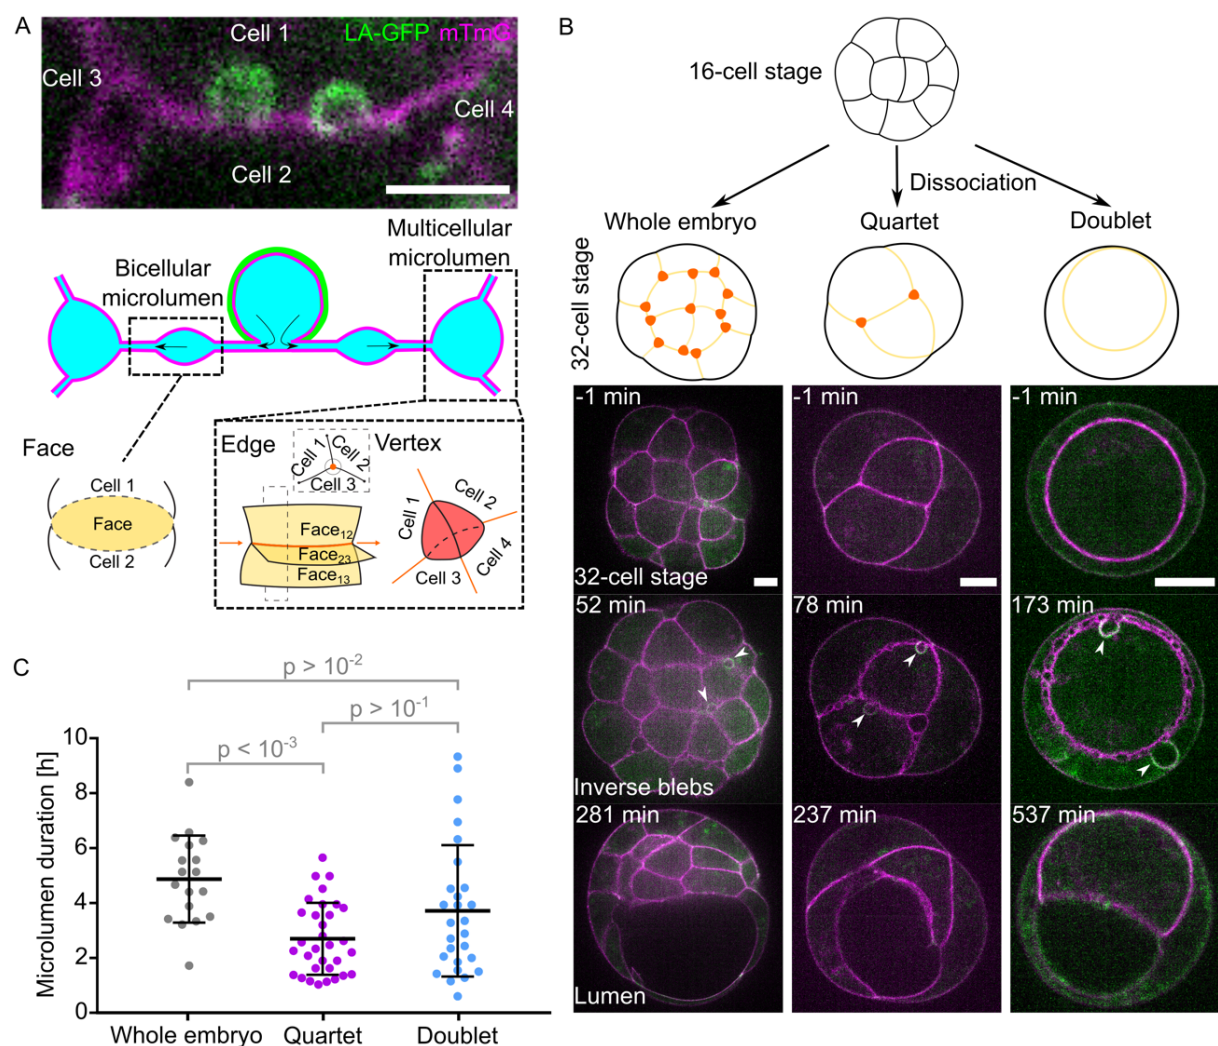 A
Cell 1
LA-GFP mTmG
Cell 3
Cell 4
Cell 2
Multicellular
microlumen
Bicellular
microlumen
Face
Cell 1
Face
Cell 2
Edge
Cell 1
Cell 2
Cell 3
Face12
Face23
Face13
Vertex
Cell 1
Cell 2
Cell 3
Cell 4
B
16-cell stage
Dissociation
Whole embryo
Quartet
Doublet
32-cell stage
-1 min
-1 min
-1 min
32-cell stage
52 min
78 min
173 min
Inverse blebs
281 min
237 min
537 min
Lumen
C
p > 10-2
p > 10-1
p < 10-3
Microlumen duration [h]
10
8
6
4
2
0
Whole embryo
Quartet
Doublet